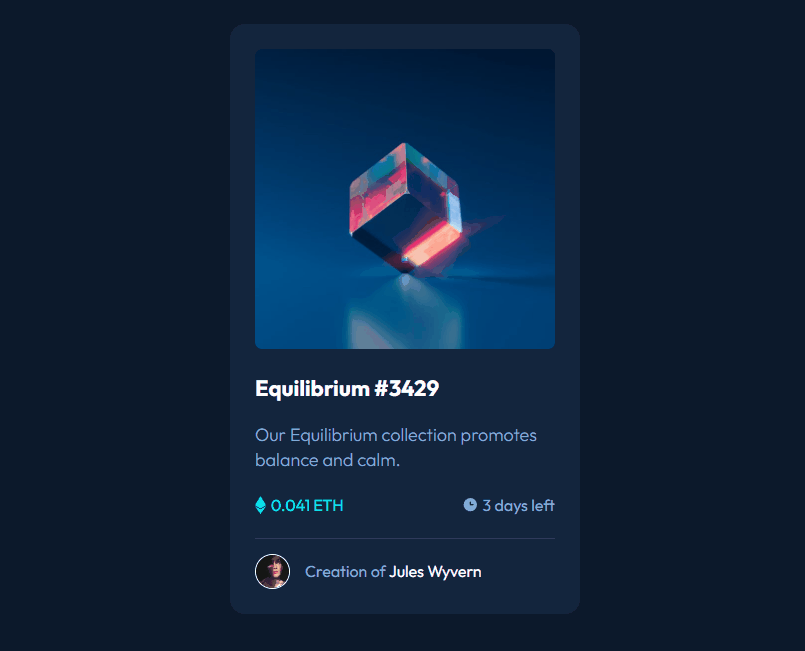 Equilibrium #3429
Our Equilibrium collection promotes
balance and calm.
0.041 ETH
3 days left
Creation of Jules Wyvern